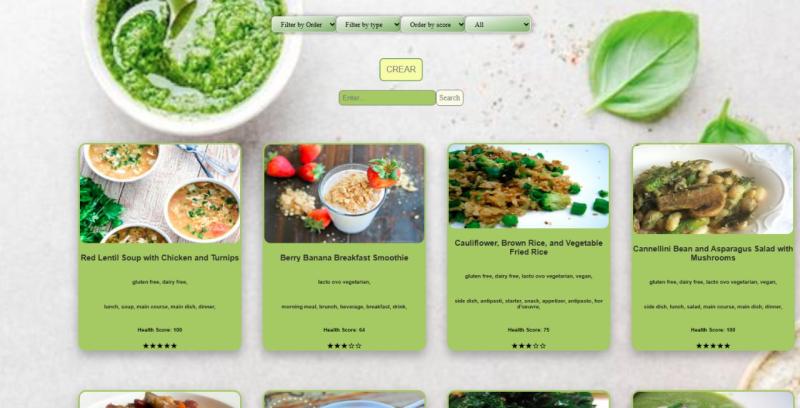 Filter by Order Filter by type Order by score All
CREAR
Enter... Search
Red Lentil Soup with Chicken and Turnips
gluten free, dairy free,
lunch, soup, main course, main dish, dinner,
Health Score: 100
★★★★★
Berry Banana Breakfast Smoothie
lacto ovo vegetarian,
morning meal, brunch, beverage, breakfast, drink,
Health Score: 64
★★★☆☆
Cauliflower, Brown Rice, and Vegetable
Fried Rice
gluten free, dairy free, lacto ovo vegetarian, vegan,
side dish, antipasti, starter, snack, appetizer, antipasto, hor
d'oeuvre,
Health Score: 75
★★★☆☆
Cannellini Bean and Asparagus Salad with
Mushrooms
gluten free, dairy free, lacto ovo vegetarian, vegan,
side dish, lunch, salad, main course, main dish, dinner,
Health Score: 100
★★★★★